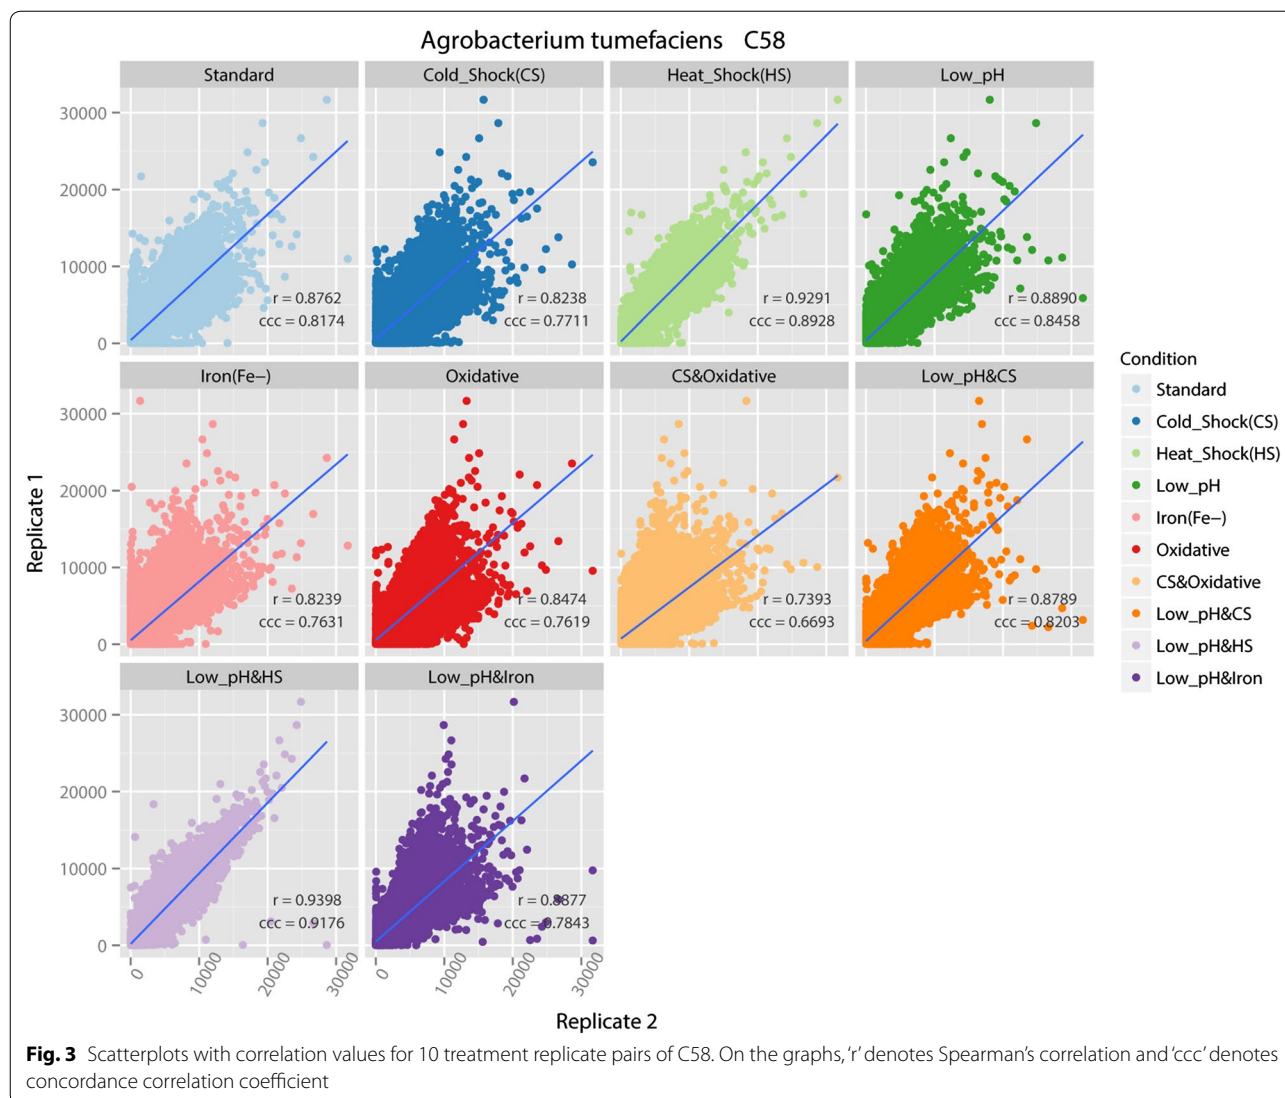 Agrobacterium tumefaciens C58
Standard Cold_Shock(CS) Heat_Shock(HS) Low_pH
30000
20000
10000
0
r = 0.8762
ccc = 0.8174
r = 0.8238
ccc = 0.7711
r = 0.9291
ccc = 0.8928
r = 0.8890
ccc = 0.8458
Iron(Fe−) Oxidative CS&Oxidative Low_pH&CS
30000
20000
10000
0
r = 0.8239
ccc = 0.7631
r = 0.8474
ccc = 0.7619
r = 0.7393
ccc = 0.6693
r = 0.8789
ccc = 0.8203
Low_pH&HS Low_pH&Iron
30000
20000
10000
0
r = 0.9398
ccc = 0.9176
r = 0.8877
ccc = 0.7843
0 10000 20000 30000 0 10000 20000 30000
Replicate 1
Replicate 2
Condition
Standard
Cold_Shock(CS)
Heat_Shock(HS)
Low_pH
Iron(Fe−)
Oxidative
CS&Oxidative
Low_pH&CS
Low_pH&HS
Low_pH&Iron
Fig. 3 Scatterplots with correlation values for 10 treatment replicate pairs of C58. On the graphs, ‘r’ denotes Spearman’s correlation and ‘ccc’ denotes
concordance correlation coefficient